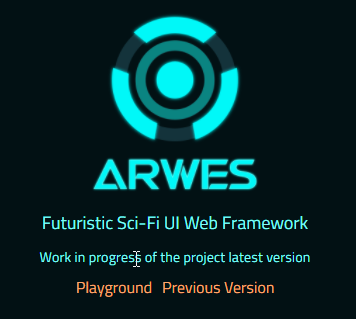 ARWES
Futuristic Sci-Fi UI Web Framework
Work in progress of the project latest version
Playground Previous Version